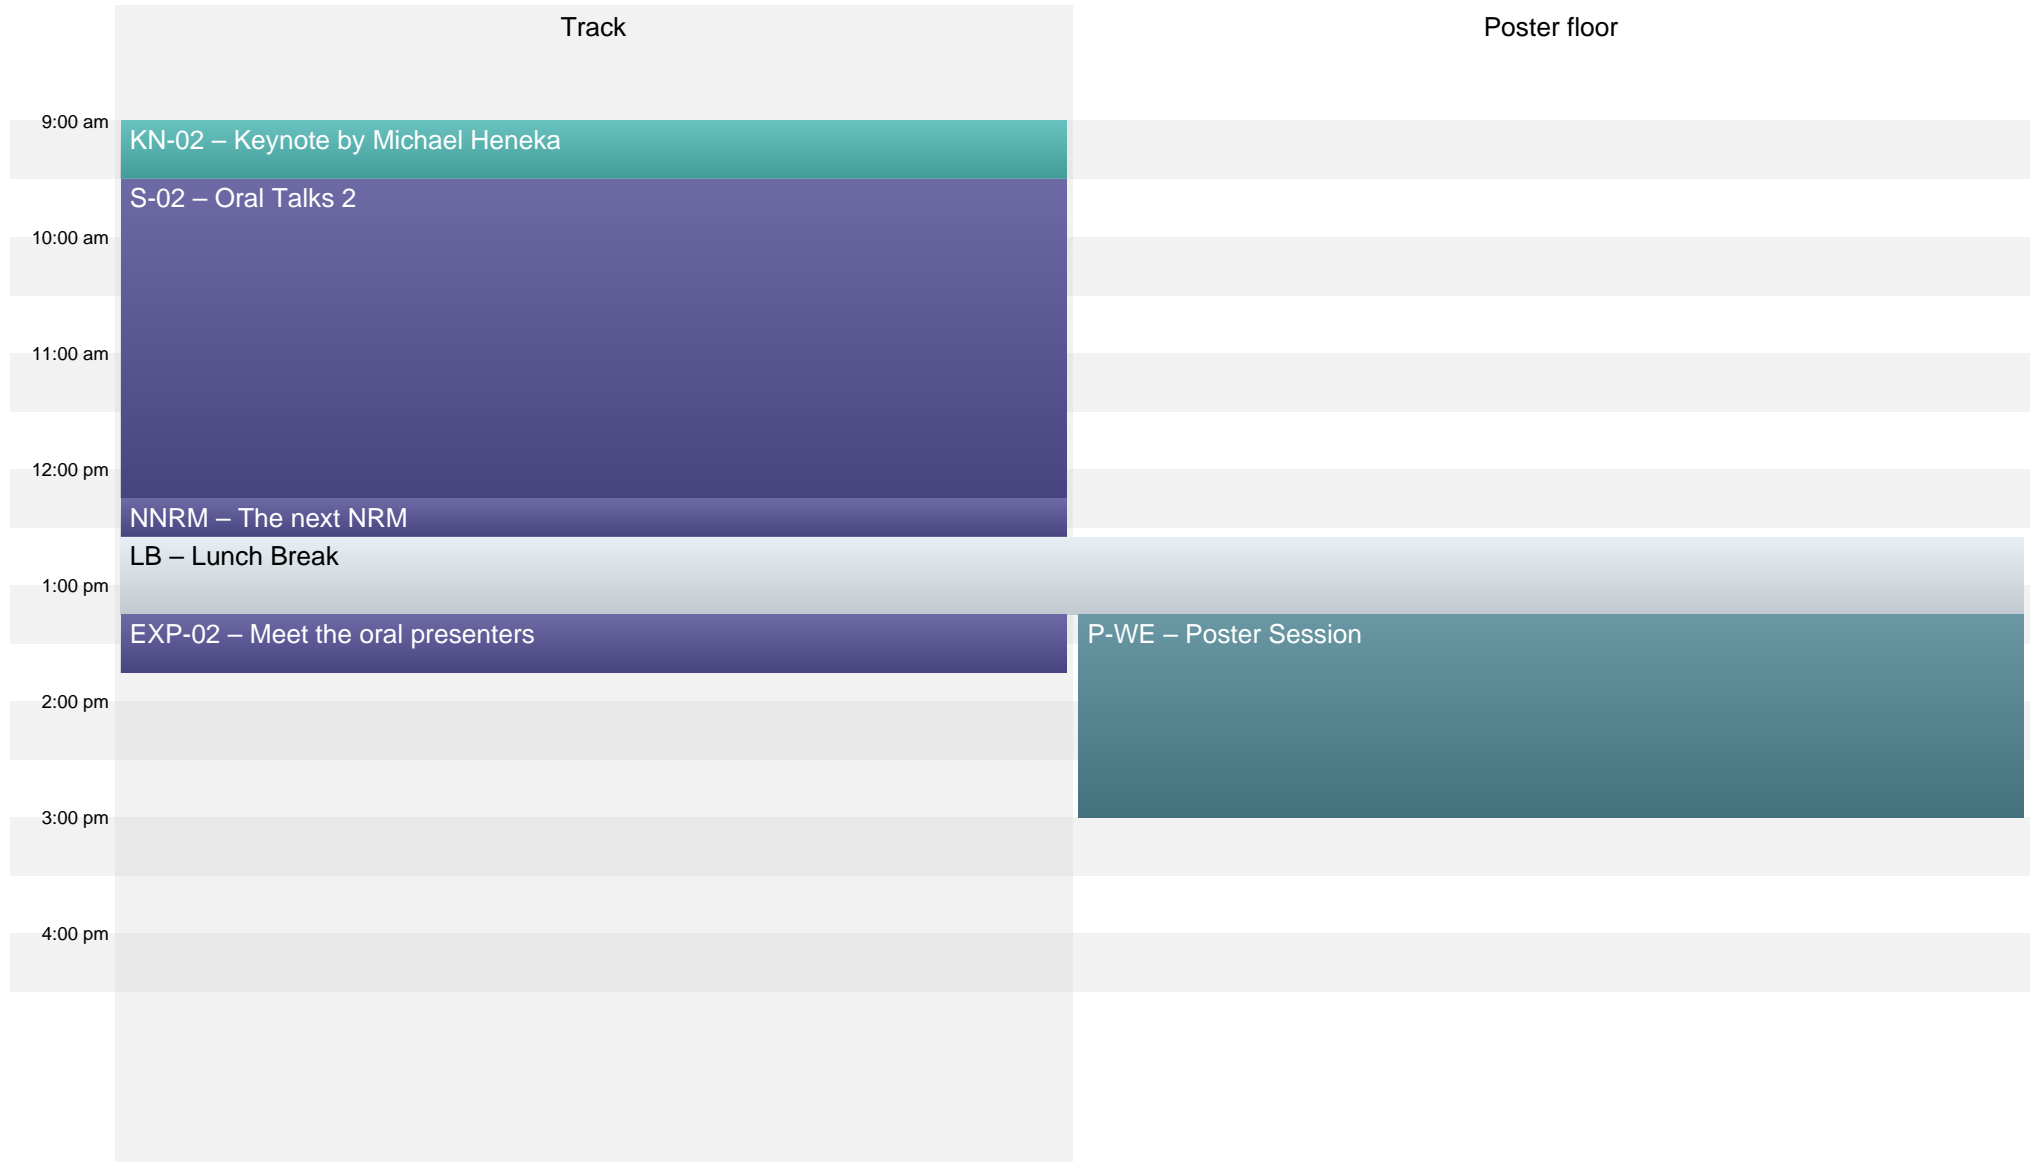 Track
Poster floor
9:00 am
KN-02 – Keynote by Michael Heneka
S-02 – Oral Talks 2
10:00 am
11:00 am
12:00 pm
NNRM – The next NRM
LB – Lunch Break
1:00 pm
EXP-02 – Meet the oral presenters
P-WE – Poster Session
2:00 pm
3:00 pm
4:00 pm